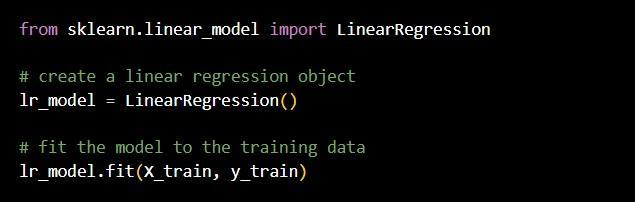 from sklearn.linear_model import LinearRegression
# create a linear regression object
lr_model = LinearRegression()
# fit the model to the training data
lr_model.fit(X_train, y_train)